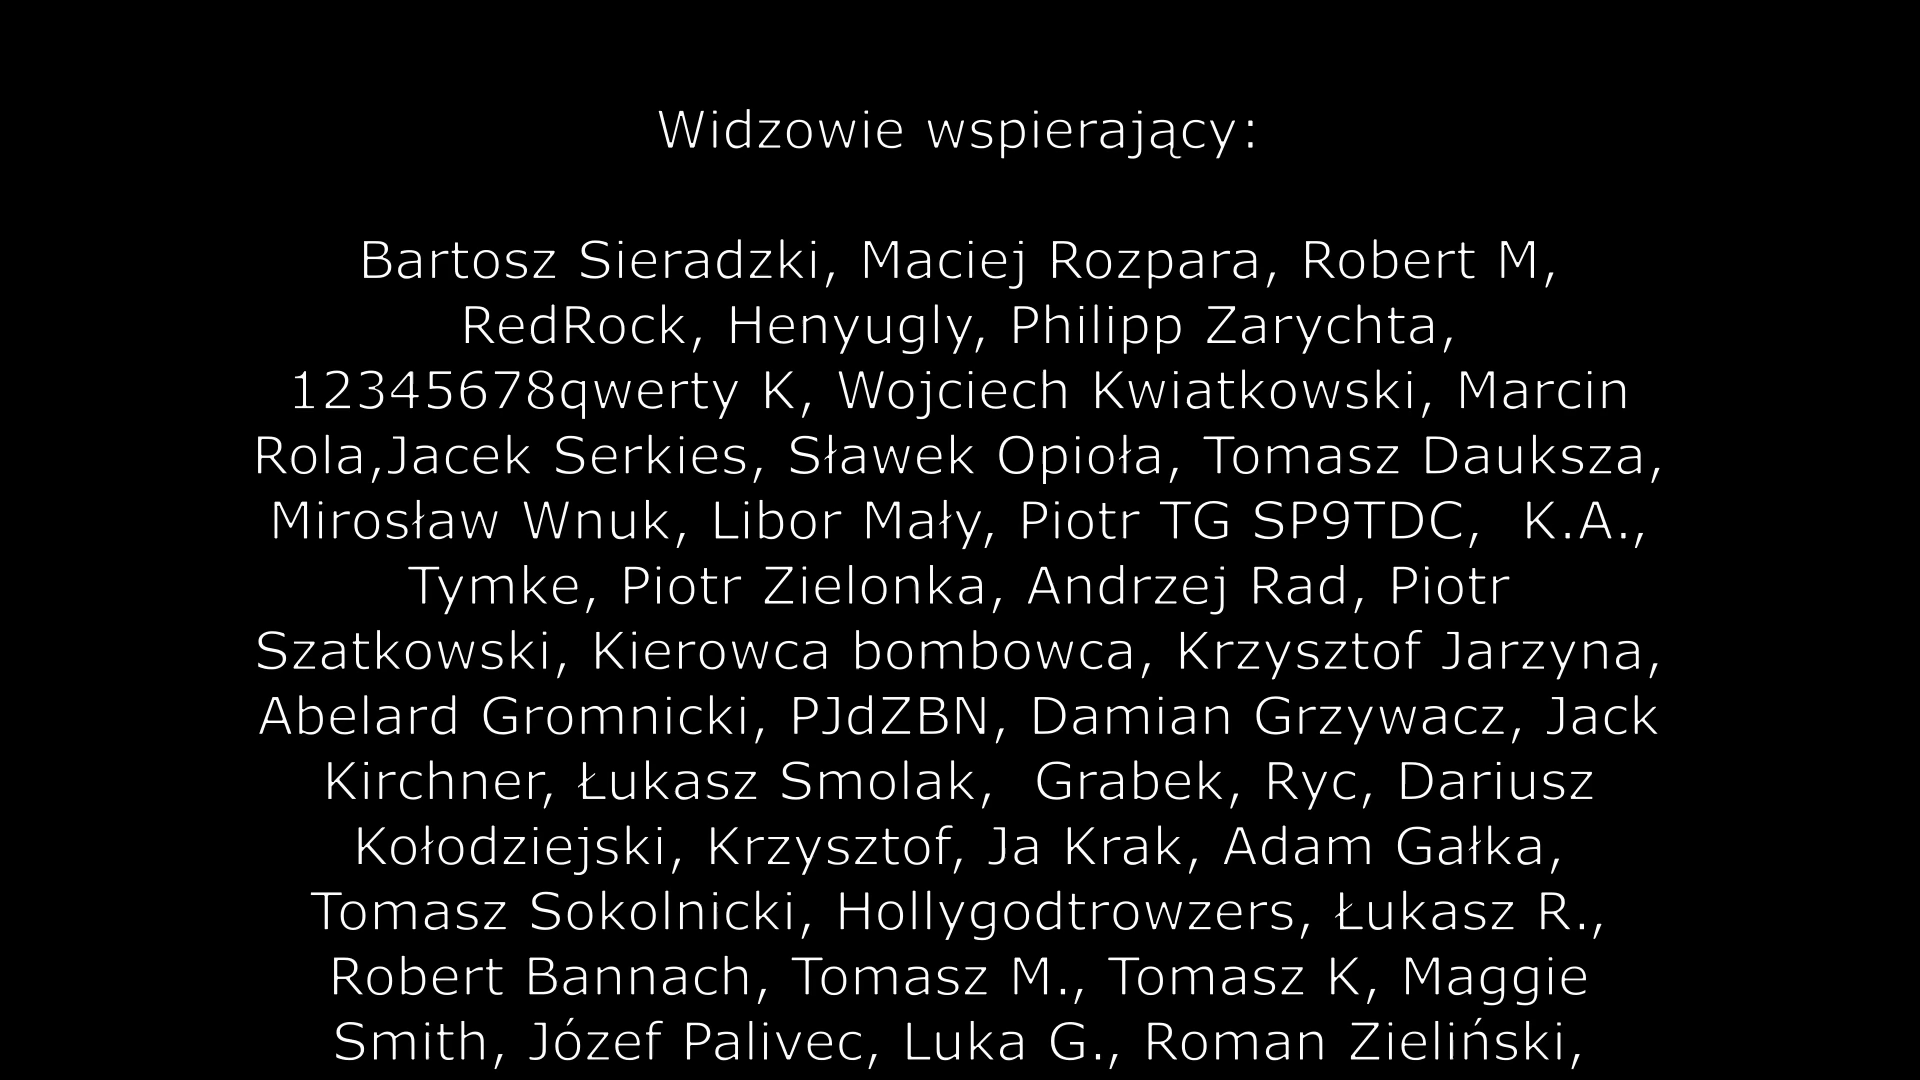 Widzowie wspierający:
Bartosz Sieradzki, Maciej Rozpara, Robert M,
RedRock, Henyugly, Philipp Zarychta,
12345678qwerty K, Wojciech Kwiatkowski, Marcin
Rola,Jacek Serkies, Sławek Opioła, Tomasz Dauksza,
Mirosław Wnuk, Libor Mały, Piotr TG SP9TDC,  K.A.,
Tymke, Piotr Zielonka, Andrzej Rad, Piotr
Szatkowski, Kierowca bombowca, Krzysztof Jarzyna,
Abelard Gromnicki, PJdZBN, Damian Grzywacz, Jack
Kirchner, Łukasz Smolak,  Grabek, Ryc, Dariusz
Kołodziejski, Krzysztof, Ja Krak, Adam Gałka,
Tomasz Sokolnicki, Hollygodtrowzers, Łukasz R.,
Robert Bannach, Tomasz M., Tomasz K, Maggie
Smith, Józef Palivec, Luka G., Roman Zieliński,